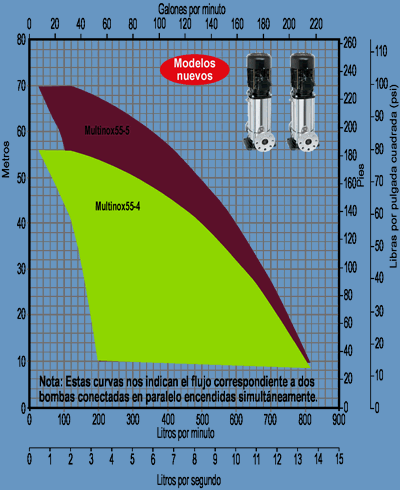 Galones por minuto
0 20 40 60 80 100 120 140 160 180 200 220
80
70
60
50
40
30
20
10
0
Metros
Modelos
nuevos
Multinox55-5
Multinox55-4
260
240
220
200
180
160
140
120
100
80
60
40
20
0
Pies
110
100
90
80
70
60
50
40
30
20
10
0
Libras por pulgada cuadrada (psi)
Nota: Estas curvas nos indican el flujo correspondiente a dos
bombas conectadas en paralelo encendidas simultáneamente.
0 100 200 300 400 500 600 700 800 900
Litros por minuto
0 1 2 3 4 5 6 7 8 9 10 11 12 13 14 15
Litros por segundo